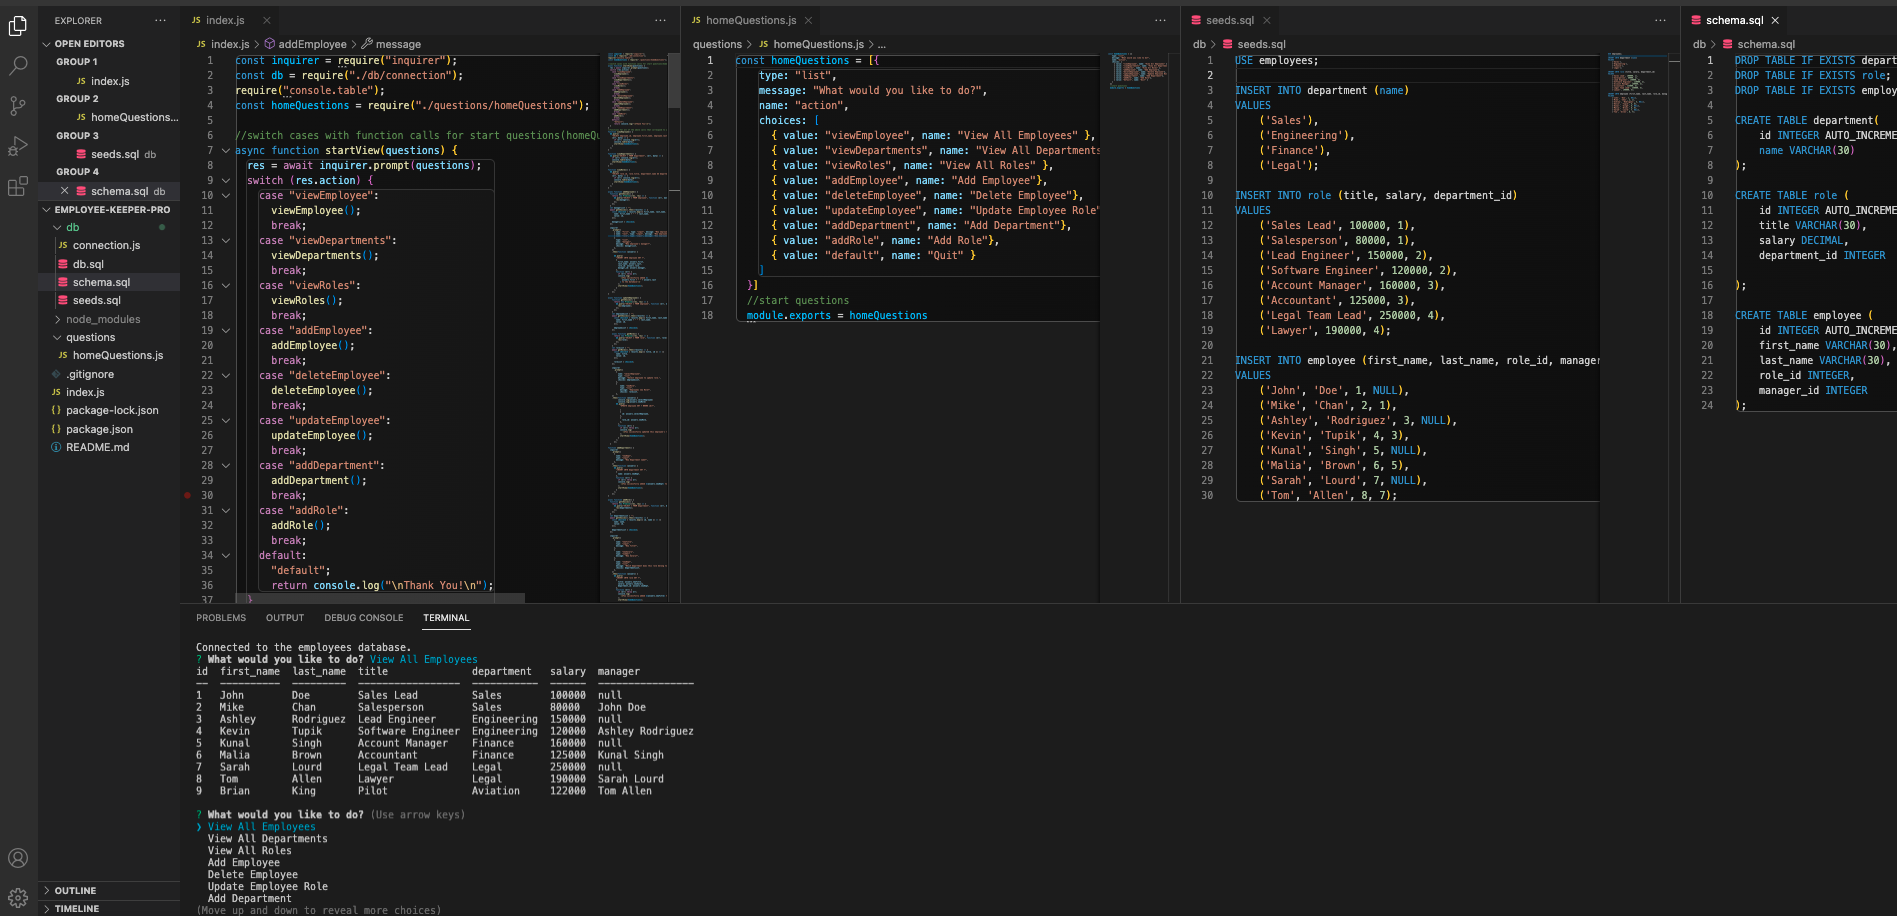 EXPLORER
OPEN EDITORS
GROUP 1
JS index.js
GROUP 2
homeQuestions...
GROUP 3
seeds.sql db
GROUP 4
schema.sql db
EMPLOYEE-KEEPER-PRO
db
JS connection.js
db.sql
schema.sql
seeds.sql
node_modules
questions
JS homeQuestions.js
.gitignore
JS index.js
{} package-lock.json
{} package.json
README.md
OUTLINE
TIMELINE
JS index.js
JS index.js > addEmployee > message
1 const inquirer = require("inquirer");
2 const db = require("./db/connection");
3 require("console.table");
4 const homeQuestions = require("./questions/homeQuestions");
5
6 //switch cases with function calls for start questions(homeQu
7 async function startView(questions) {
8 res = await inquirer.prompt(questions);
9 switch (res.action) {
10 case "viewEmployee":
11 viewEmployee();
12 break;
13 case "viewDepartments":
14 viewDepartments();
15 break;
16 case "viewRoles":
17 viewRoles();
18 break;
19 case "addEmployee":
20 addEmployee();
21 break;
22 case "deleteEmployee":
23 deleteEmployee();
24 break;
25 case "updateEmployee":
26 updateEmployee();
27 break;
28 case "addDepartment":
29 addDepartment();
30 break;
31 case "addRole":
32 addRole();
33 break;
34 default:
35 "default";
36 return console.log("\nThank You!\n");
37 }
JS homeQuestions.js
questions > JS homeQuestions.js > ...
1 const homeQuestions = [{
2 type: "list",
3 message: "What would you like to do?",
4 name: "action",
5 choices: [
6 { value: "viewEmployee", name: "View All Employees" },
7 { value: "viewDepartments", name: "View All Departments
8 { value: "viewRoles", name: "View All Roles" },
9 { value: "addEmployee", name: "Add Employee"},
10 { value: "deleteEmployee", name: "Delete Employee"},
11 { value: "updateEmployee", name: "Update Employee Role"
12 { value: "addDepartment", name: "Add Department"},
13 { value: "addRole", name: "Add Role"},
14 { value: "default", name: "Quit" }
15 ]
16 }]
17 //start questions
18 module.exports = homeQuestions
seeds.sql
db > seeds.sql
1 USE employees;
2
3 INSERT INTO department (name)
4 VALUES
5 ('Sales'),
6 ('Engineering'),
7 ('Finance'),
8 ('Legal');
9
10 INSERT INTO role (title, salary, department_id)
11 VALUES
12 ('Sales Lead', 100000, 1),
13 ('Salesperson', 80000, 1),
14 ('Lead Engineer', 150000, 2),
15 ('Software Engineer', 120000, 2),
16 ('Account Manager', 160000, 3),
17 ('Accountant', 125000, 3),
18 ('Legal Team Lead', 250000, 4),
19 ('Lawyer', 190000, 4);
20
21 INSERT INTO employee (first_name, last_name, role_id, manager
22 VALUES
23 ('John', 'Doe', 1, NULL),
24 ('Mike', 'Chan', 2, 1),
25 ('Ashley', 'Rodriguez', 3, NULL),
26 ('Kevin', 'Tupik', 4, 3),
27 ('Kunal', 'Singh', 5, NULL),
28 ('Malia', 'Brown', 6, 5),
29 ('Sarah', 'Lourd', 7, NULL),
30 ('Tom', 'Allen', 8, 7);
schema.sql
db > schema.sql
1 DROP TABLE IF EXISTS depart
2 DROP TABLE IF EXISTS role;
3 DROP TABLE IF EXISTS employ
4
5 CREATE TABLE department(
6 id INTEGER AUTO_INCREME
7 name VARCHAR(30)
8 );
9
10 CREATE TABLE role (
11 id INTEGER AUTO_INCREME
12 title VARCHAR(30),
13 salary DECIMAL,
14 department_id INTEGER
15
16 );
17
18 CREATE TABLE employee (
19 id INTEGER AUTO_INCREME
20 first_name VARCHAR(30),
21 last_name VARCHAR(30),
22 role_id INTEGER,
23 manager_id INTEGER
24 );
PROBLEMS OUTPUT DEBUG CONSOLE TERMINAL
Connected to the employees database.
? What would you like to do? View All Employees
id first_name last_name title department salary manager
-- ---------- --------- ----------------- ----------- ------ ----------------
1 John Doe Sales Lead Sales 100000 null
2 Mike Chan Salesperson Sales 80000 John Doe
3 Ashley Rodriguez Lead Engineer Engineering 150000 null
4 Kevin Tupik Software Engineer Engineering 120000 Ashley Rodriguez
5 Kunal Singh Account Manager Finance 160000 null
6 Malia Brown Accountant Finance 125000 Kunal Singh
7 Sarah Lourd Legal Team Lead Legal 250000 null
8 Tom Allen Lawyer Legal 190000 Sarah Lourd
9 Brian King Pilot Aviation 122000 Tom Allen
? What would you like to do? (Use arrow keys)
❯ View All Employees
View All Departments
View All Roles
Add Employee
Delete Employee
Update Employee Role
Add Department
(Move up and down to reveal more choices)